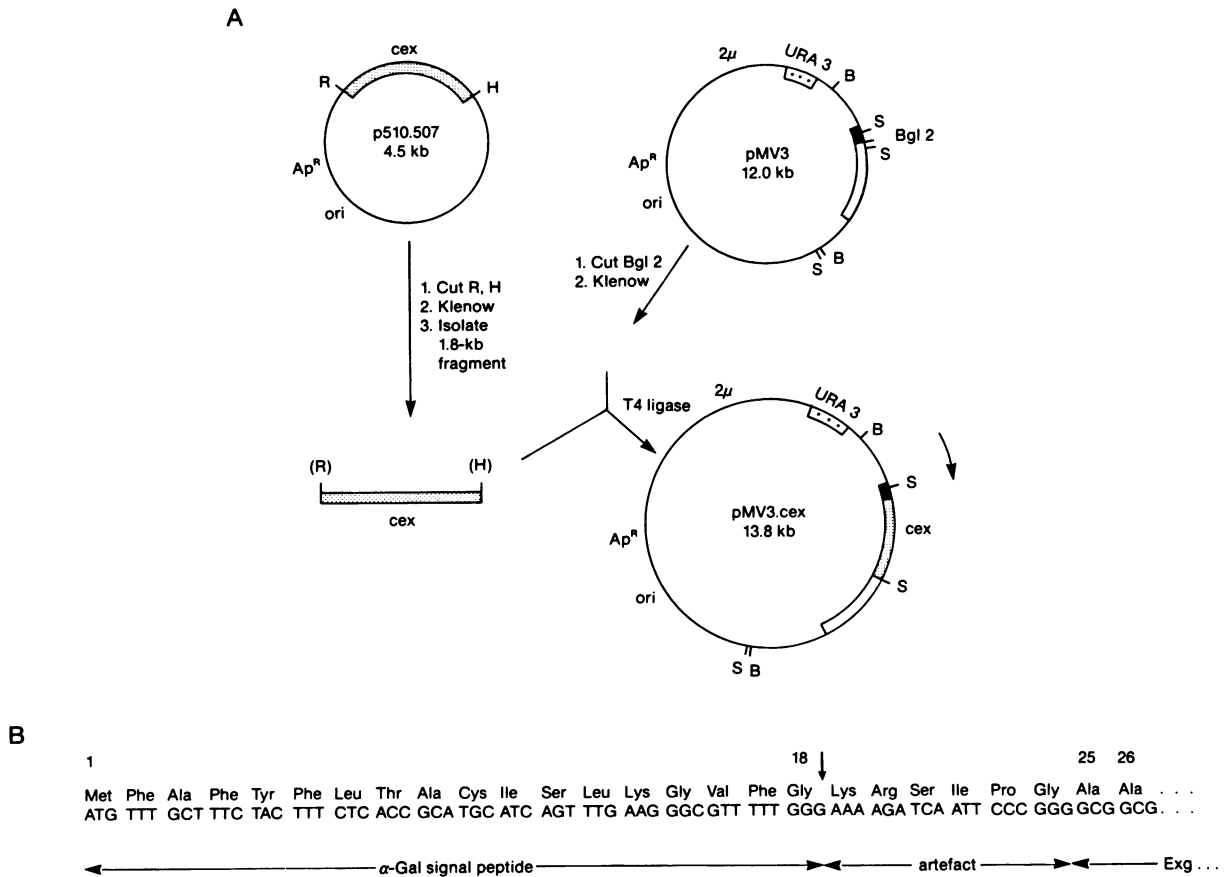 A
cex
R
H
p510.507
4.5 kb
Ap^R
ori
1. Cut R, H
2. Klenow
3. Isolate
1.8-kb
fragment
(R)
(H)
cex
2μ
URA 3
B
S
Bgl 2
S
pMV3
12.0 kb
Ap^R
ori
B
S
1. Cut Bgl 2
2. Klenow
T4 ligase
2μ
URA 3
B
S
cex
pMV3.cex
13.8 kb
Ap^R
ori
S
S B
B
1 18 25 26
Met Phe Ala Phe Tyr Phe Leu Thr Ala Cys Ile Ser Leu Lys Gly Val Phe Gly Lys Arg Ser Ile Pro Gly Ala Ala . . .
ATG TTT GCT TTC TAC TTT CTC ACC GCA TGC ATC AGT TTG AAG GGC GTT TTT GGG AAA AGA TCA ATT CCC GGG GCG GCG . . .
α-Gal signal peptide artefact Exg . . .